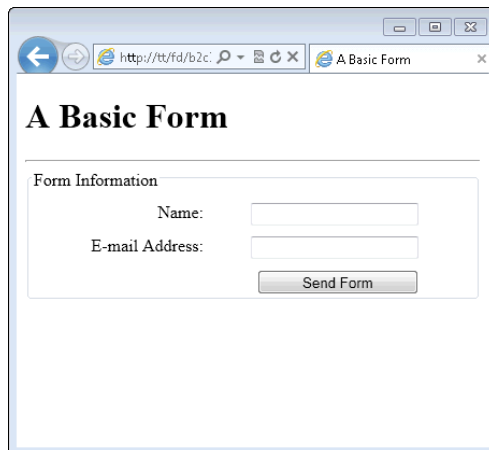 http://tt/fd/b2c: A Basic Form
A Basic Form
Form Information
Name:
E-mail Address:
Send Form